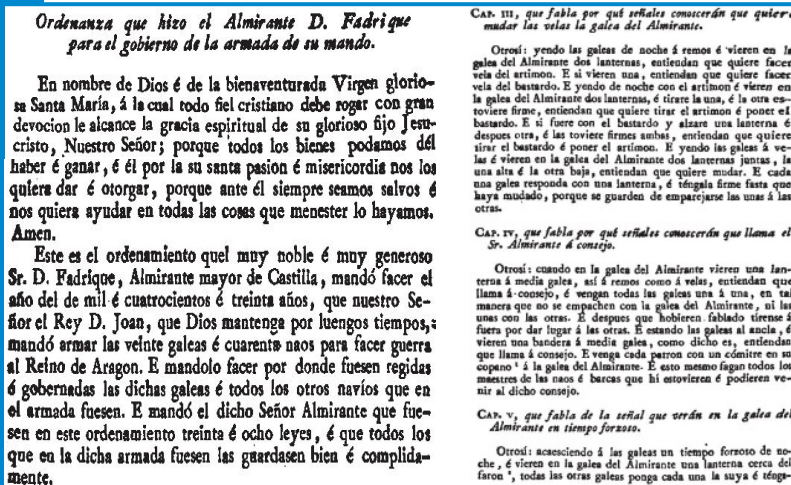 Ordenanza que hizo el Almirante D. Fadrique
para el gobierno de la armada de su mando.
En nombre de Dios é de la bienaventurada Virgen glorio-
sa Santa María, á la cual todo fiel cristiano debe rogar con gran
devocion le alcance la gracia espiritual de su glorioso fijo Jesu-
cristo, Nuestro Señor; porque todos los bienes podamos dél
haber é ganar, é él por la su santa pasion é misericordia nos los
quiera dar é otorgar, porque ante él siempre seamos salvos é
nos quiera ayudar en todas las cosas que menester lo hayamos.
Amen.
Este es el ordenamiento quel muy noble é muy generoso
Sr. D. Fadrique, Almirante mayor de Castilla, mandó facer el
año del de mil é cuatrocientos é treinta años, que nuestro Se-
ñor el Rey D. Joan, que Dios mantenga por luengos tiempos,
mandó armar las veinte galeas é cuarenta naos para facer guerra
al Reino de Aragon. E mandolo facer por donde fuesen regidas
é gobernadas las dichas galeas é todos los otros navíos que en
el armada fuesen. E mandó el dicho Señor Almirante que fue-
sen en este ordenamiento treinta é ocho leyes, é que todos los
que en la dicha armada fuesen las guardasen bien é complida-
mente.
CAP. III, que fabla por qué señales conoscerán que quiere
mudar las velas la galea del Almirante.
Otrosí: yendo las galeas de noche á remos é vieren en la
galea del Almirante dos lanternas, entiendan que quiere facer
vela del artimon. E si vieren una, entiendan que quiere facer
vela del bastardo. E yendo de noche con el artimon é vieren en
la galea del Almirante dos lanternas, é tirare la una, é la otra es-
toviere firme, entiendan que quiere tirar el artimon é poner el
bastardo. E si fuere con el bastardo y alzare una lanterna é
despues otra, é las toviere firmes ambas, entiendan que quiere
tirar el bastardo é poner el artimon. E yendo las galeas á ve-
las é vieren en la galea del Almirante dos lanternas juntas, la
una alta é la otra baja, entiendan que quiere mudar. E cada
una galea responda con una lanterna, é téngala firme fasta que
haya mudado, porque se guarden de emparejarse las unas á las
otras.
CAP. IV, que fabla por qué señales conoscerán que llama el
Sr. Almirante á consejo.
Otrosí: cuando en la galea del Almirante vieren una lan-
terna á media galea, así á remos como á velas, entiendan que
llama á consejo, é vengan todas las galeas una á una, en tal
manera que no se empachen con la galea del Almirante, ni las
unas con las otras. E despues que hobieren fablado tírense á
fuera por dar lugar á las otras. E estando las galeas al ancla, é
vieren una bandera á media galea, como dicho es, entiendan
que llama á consejo. E venga cada patron con un cómitre en su
copano ¹ á la galea del Almirante. E esto mesmo fagan todos los
maestres de las naos é barcas que hi estovieren é podieren ve-
nir al dicho consejo.
CAP. V, que fabla de la señal que verán en la galea del
Almirante en tiempo forzoso.
Otrosí: acaesciendo á las galeas un tiempo forzoso de no-
che, é vieren en la galea del Almirante una lanterna cerca del
faron ², todas las otras galeas ponga cada una la suya é ténga-